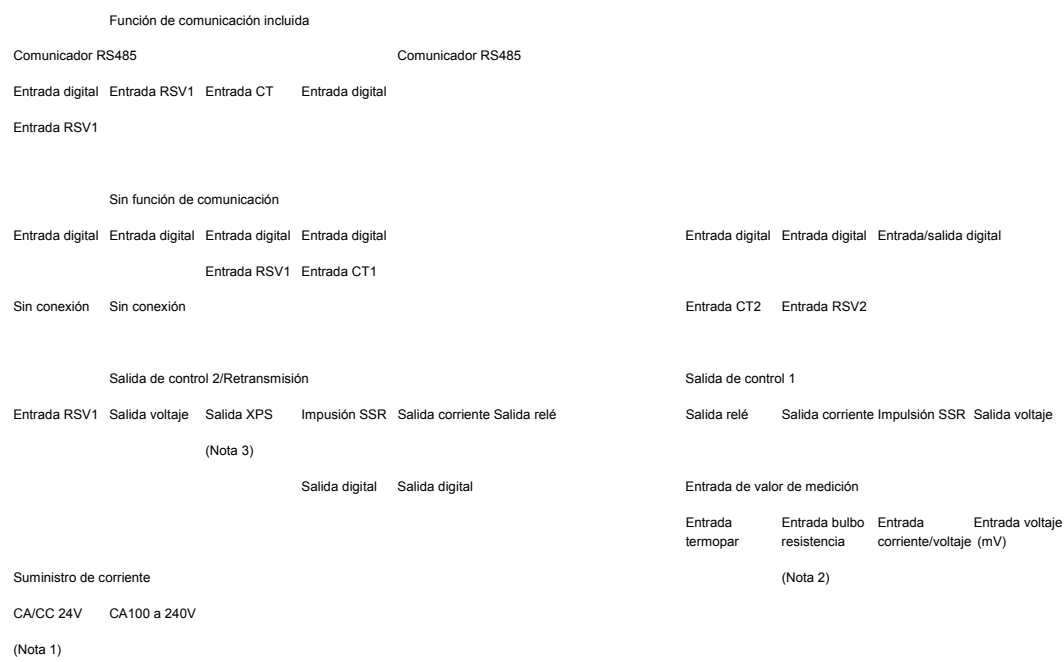 Función de comunicación incluida
Comunicador RS485 Comunicador RS485
Entrada digital Entrada RSV1 Entrada CT Entrada digital
Entrada RSV1
Sin función de comunicación
Entrada digital Entrada digital Entrada digital Entrada digital Entrada digital Entrada digital Entrada/salida digital
Entrada RSV1 Entrada CT1
Sin conexión Sin conexión Entrada CT2 Entrada RSV2
Salida de control 2/Retransmisión Salida de control 1
Entrada RSV1 Salida voltaje Salida XPS Impusión SSR Salida corriente Salida relé Salida relé Salida corriente Impulsión SSR Salida voltaje
(Nota 3)
Salida digital Salida digital Entrada de valor de medición
Entrada termopar Entrada bulbo resistencia Entrada corriente/voltaje Entrada voltaje (mV)
Suministro de corriente (Nota 2)
CA/CC 24V CA100 a 240V
(Nota 1)